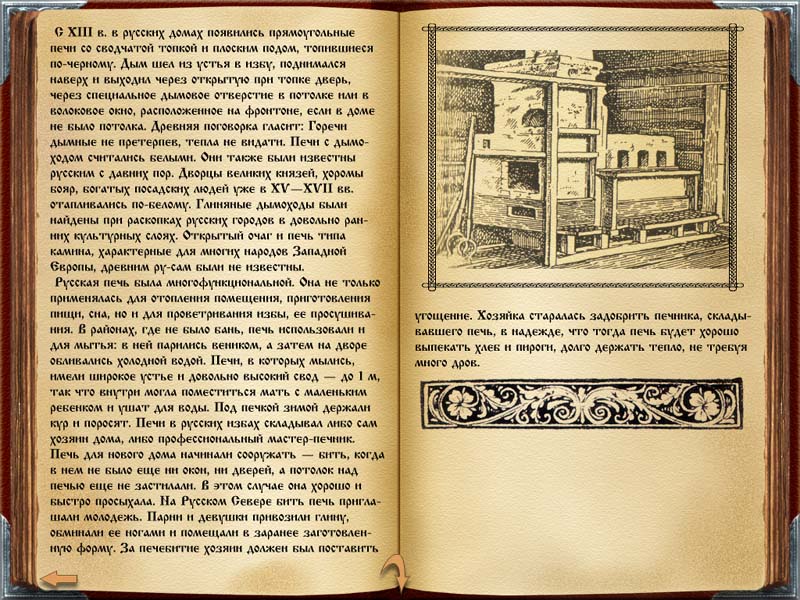 С XIII в. в русских домах появились прямоугольные
печи со сводчатой топкой и плоским подом, топившиеся
по-черному. Дым шел из устья в избу, поднимался
наверх и выходил через открытую при топке дверь,
через специальное дымовое отверстие в потолке или в
волоковое окно, расположенное на фронтоне, если в доме
не было потолка. Древняя поговорка гласит: Горечи
дымные не претерпев, тепла не видати. Печи с дымо-
ходом считались белыми. Они также были известны
русским с давних пор. Дворцы великих князей, хоромы
бояр, богатых посадских людей уже в XV—XVII вв.
отапливались по-белому. Глиняные дымоходы были
найдены при раскопках русских городов в довольно ран-
них культурных слоях. Открытый очаг и печь типа
камина, характерные для многих народов Западной
Европы, древним ру-сам были не известны.
Русская печь была многофункциональной. Она не только
применялась для отопления помещения, приготовления
пищи, сна, но и для проветривания избы, ее просушива-
ния. В районах, где не было бань, печь использовали и
для мытья: в ней парились веником, а затем на дворе
обливались холодной водой. Печи, в которых мылись,
имели широкое устье и довольно высокий свод — до 1 м,
так что внутри могла поместиться мать с маленьким
ребенком и ушат для воды. Под печкой зимой держали
кур и поросят. Печи в русских избах складывал либо сам
хозяин дома, либо профессиональный мастер-печник.
Печь для нового дома начинали сооружать — бить, когда
в нем не было еще ни окон, ни дверей, а потолок над
печью еще не застилали. В этом случае она хорошо и
быстро просыхала. На Русском Севере бить печь пригла-
шали молодежь. Парни и девушки привозили глину,
обминали ее ногами и помещали в заранее заготовлен-
ную форму. За печебитие хозяин должен был поставить
угощение. Хозяйка старалась задобрить печника, склады-
вавшего печь, в надежде, что тогда печь будет хорошо
выпекать хлеб и пироги, долго держать тепло, не требуя
много дров.